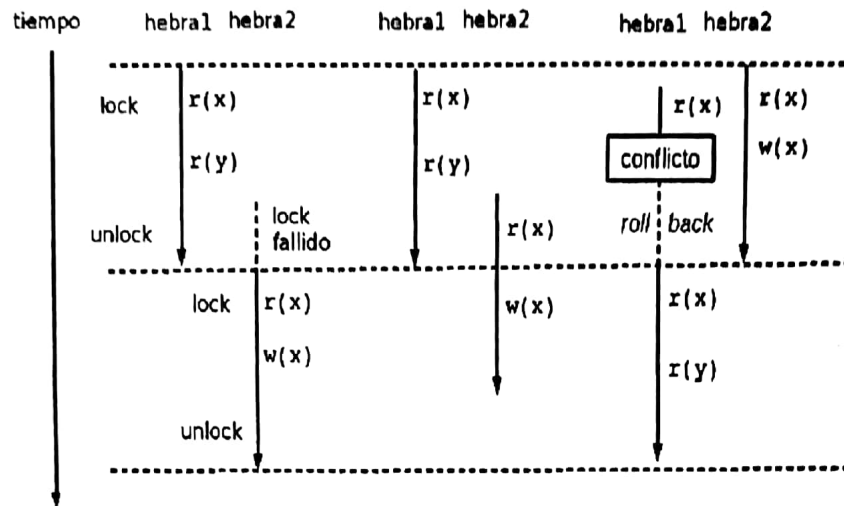 tiempo hebra1 hebra2 hebra1 hebra2 hebra1 hebra2
lock r(x) r(x) r(x) r(x)
r(y) r(y) conflicto w(x)
lock
unlock fallido r(x) roll back
lock r(x) w(x) r(x)
w(x) r(y)
unlock